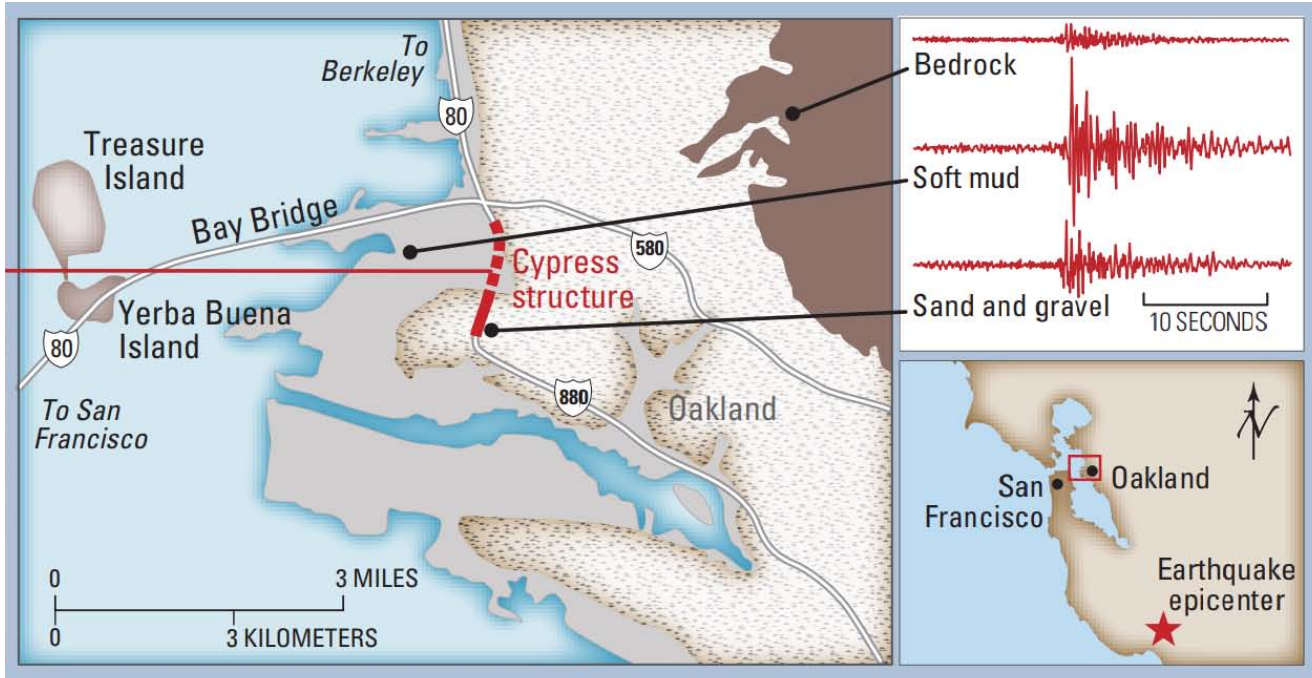 To
Berkeley
80
Treasure
Island
Bay Bridge
580
Cypress
structure
Yerba Buena
Island
80
To San
Francisco
880
Oakland
0
3 MILES
0
3 KILOMETERS
Bedrock
Soft mud
Sand and gravel
10 SECONDS
N
San
Francisco
Oakland
Earthquake
epicenter